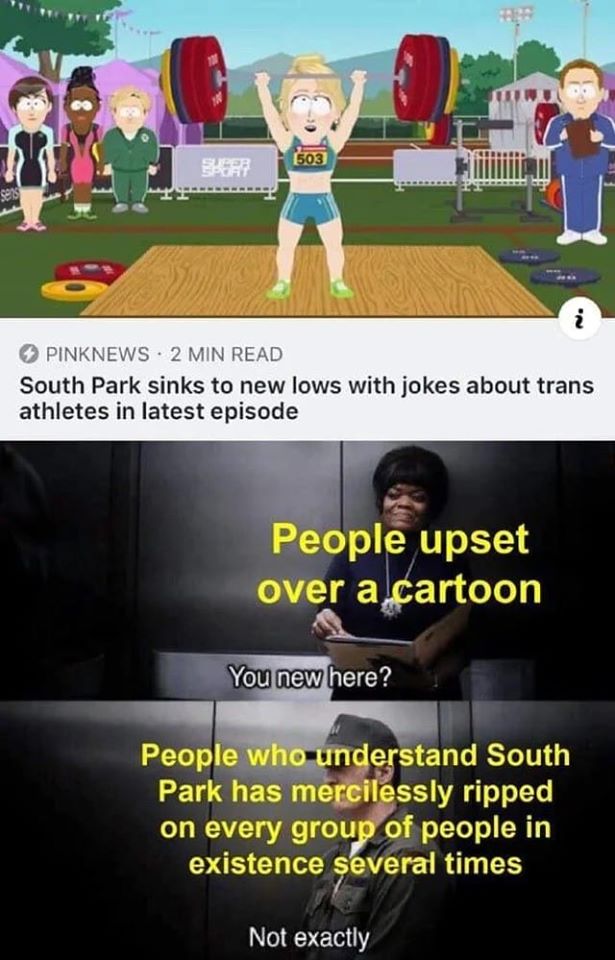 503
SUPER
SPORT
PINKNEWS · 2 MIN READ
South Park sinks to new lows with jokes about trans
athletes in latest episode
People upset
over a cartoon
You new here?
People who understand South
Park has mercilessly ripped
on every group of people in
existence several times
Not exactly